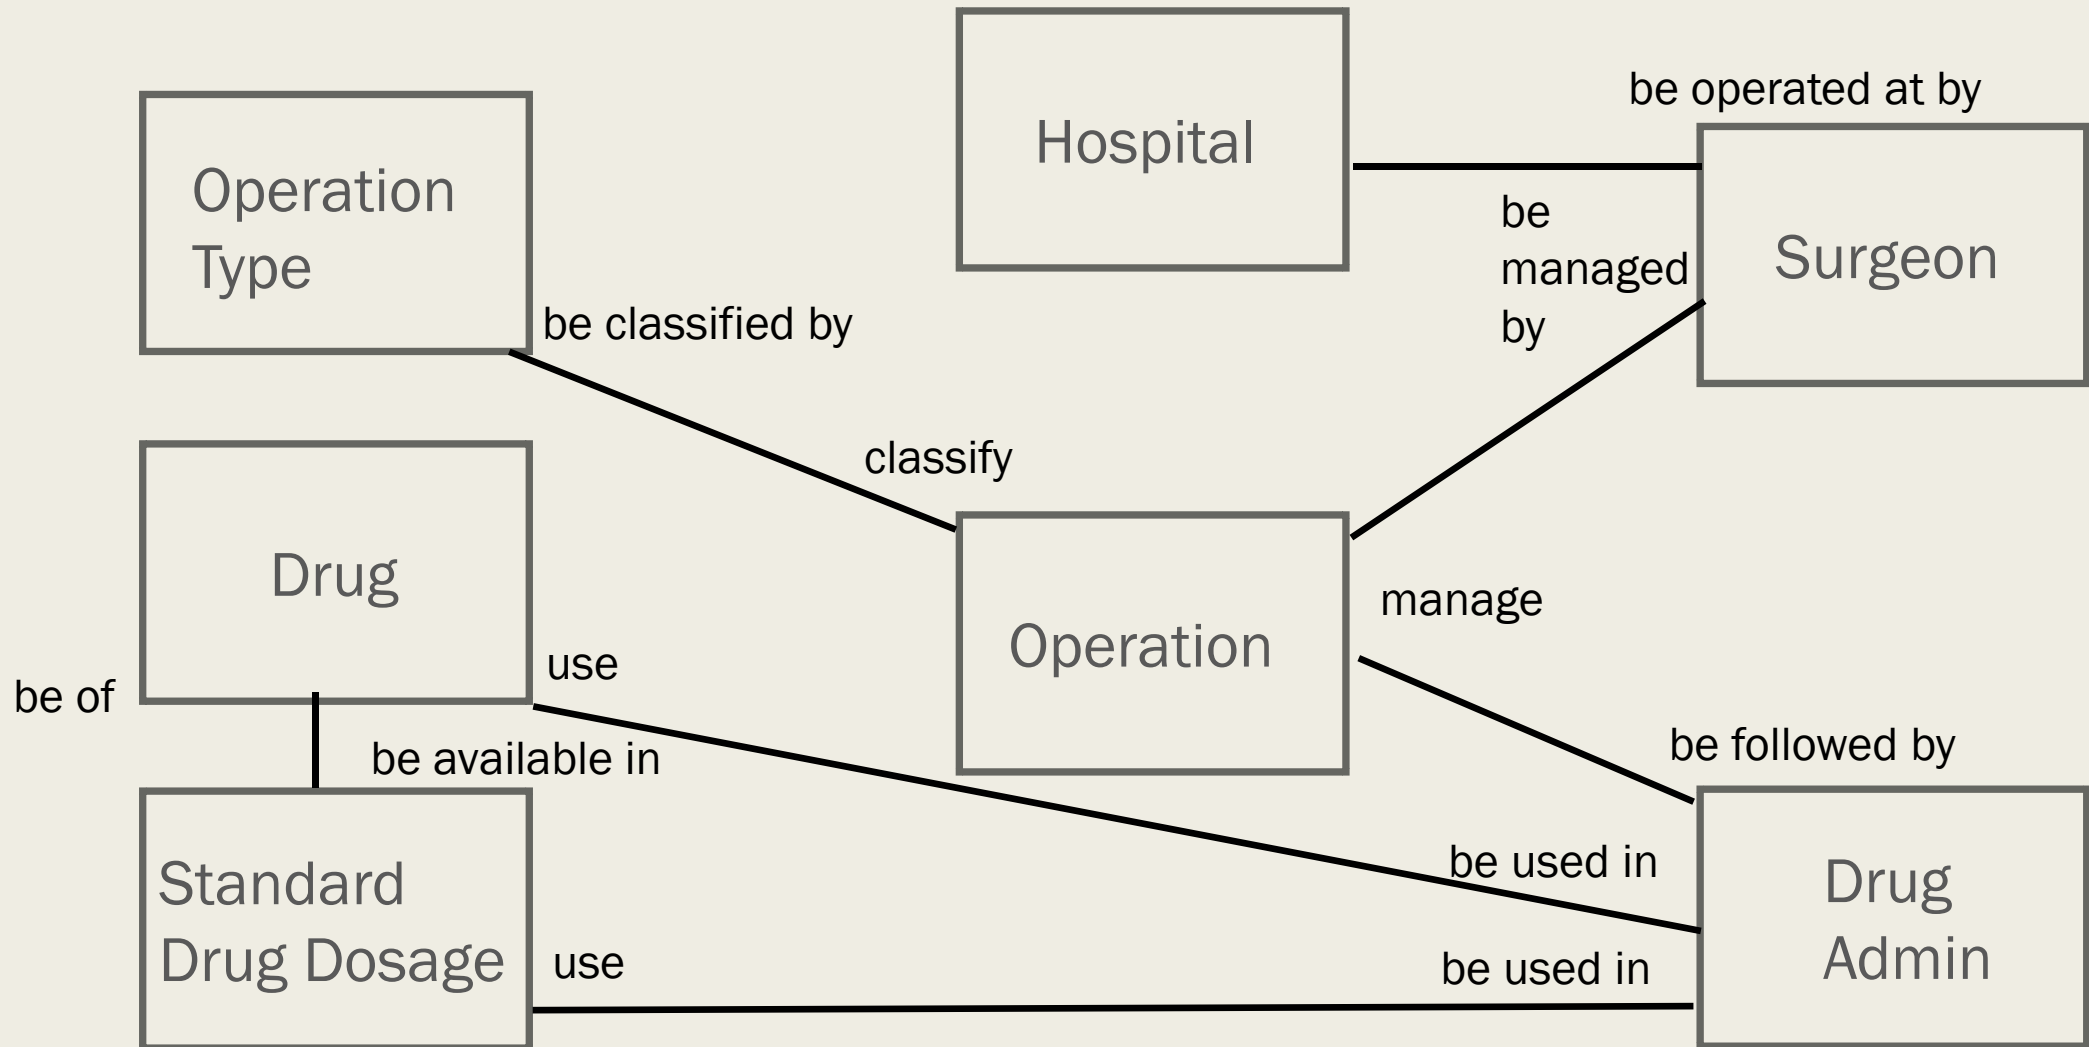 Hospital
be operated at by
Operation
Type
be
managed
by
Surgeon
be classified by
classify
Drug
use
be of
Operation
manage
be available in
be followed by
Standard
Drug Dosage
be used in
use
be used in
Drug
Admin